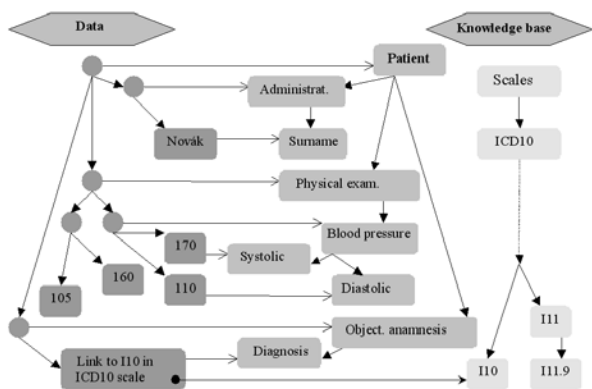 Data
Knowledge base
Patient
Scales
Administrat.
Novák
Surname
ICD10
Physical exam.
Blood pressure
170
Systolic
160
105
110
Diastolic
I11
Object. anamnesis
Diagnosis
Link to I10 in
ICD10 scale
I10
I11.9